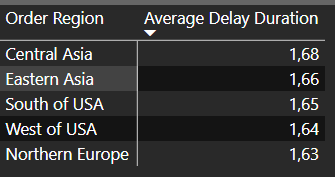 Order Region Average Delay Duration
Central Asia 1,68
Eastern Asia 1,66
South of USA 1,65
West of USA 1,64
Northern Europe 1,63